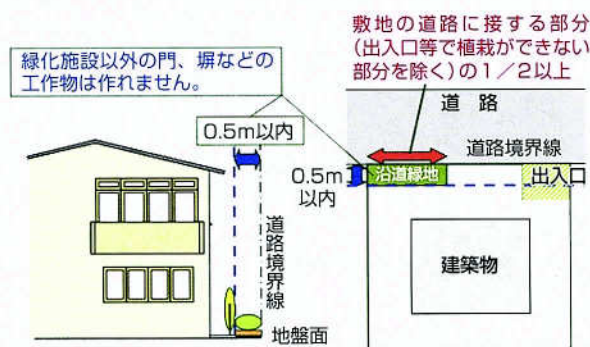 緑化施設以外の門、塀などの
工作物は作れません。
0.5m以内
道路境界線
地盤面
敷地の道路に接する部分
(出入口等で植栽ができない
部分を除く)の1/2以上
道 路
道路境界線
0.5m
以内
沿道緑地
出入口
建築物